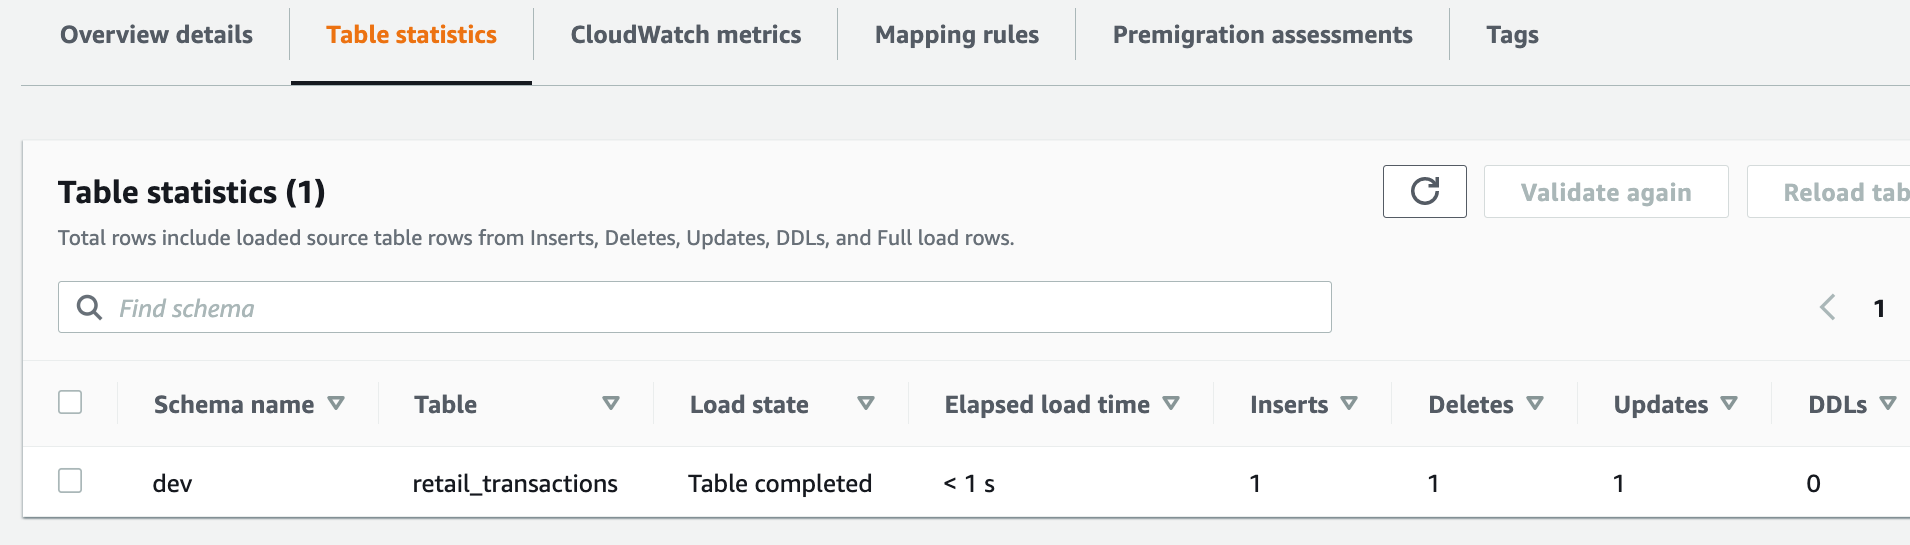 Overview details Table statistics CloudWatch metrics Mapping rules Premigration assessments Tags
Table statistics (1)
Validate again Reload tab
Total rows include loaded source table rows from Inserts, Deletes, Updates, DDLs, and Full load rows.
Find schema 1
Schema name Table Load state Elapsed load time Inserts Deletes Updates DDLs
dev retail_transactions Table completed < 1 s 1 1 1 0